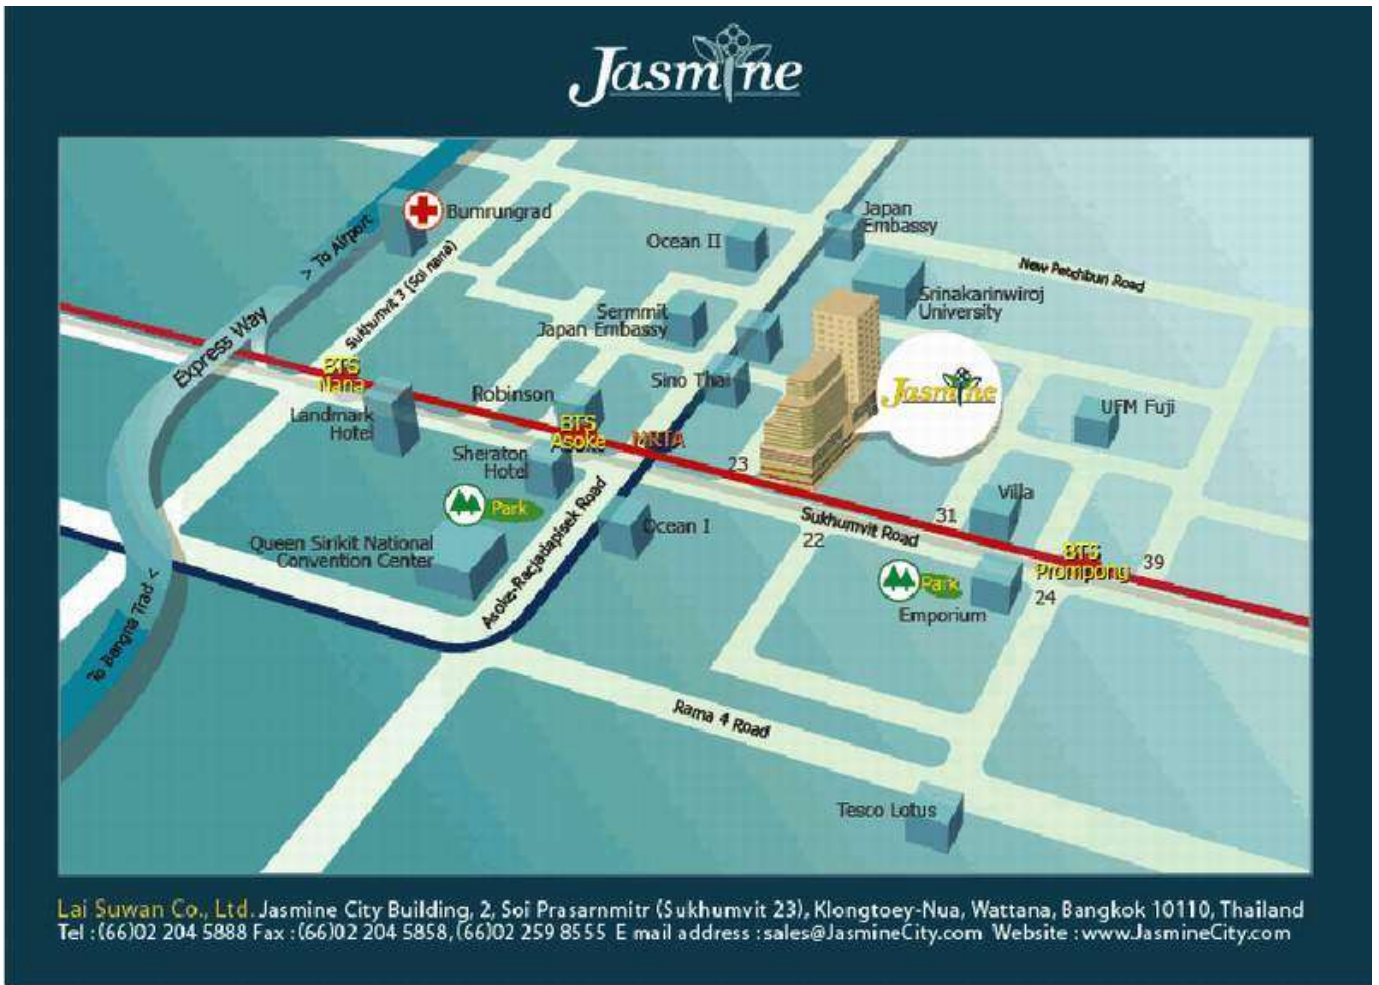 Jasmine
Bumrungrad
Japan
Embassy
> To Airport
Ocean II
Sukhumvit 3 (Soi nana)
New Petchburi Road
Srinakarinwiroj
University
Sermmit
Japan Embassy
Express Way
BTS
Nana
Sino Thai
Jasmine
Robinson
Landmark
Hotel
UFM Fuji
BTS
Asoke
MRTA
Sheraton
Hotel
23
Villa
Park
31
Sukhumvit Road
22
Ocean I
Asoke-Racjadapisek Road
Queen Sirikit National
Convention Center
BTS
Prompong
39
Park
24
Emporium
To Bangna Trad <
Rama 4 Road
Tesco Lotus
Lai Suwan Co., Ltd. Jasmine City Building, 2, Soi Prasarnmitr (Sukhumvit 23), Klongtoey-Nua, Wattana, Bangkok 10110, Thailand
Tel :(66)02 204 5888 Fax :(66)02 204 5858,(66)02 259 8555 E mail address :sales@JasmineCity.com Website :www.JasmineCity.com